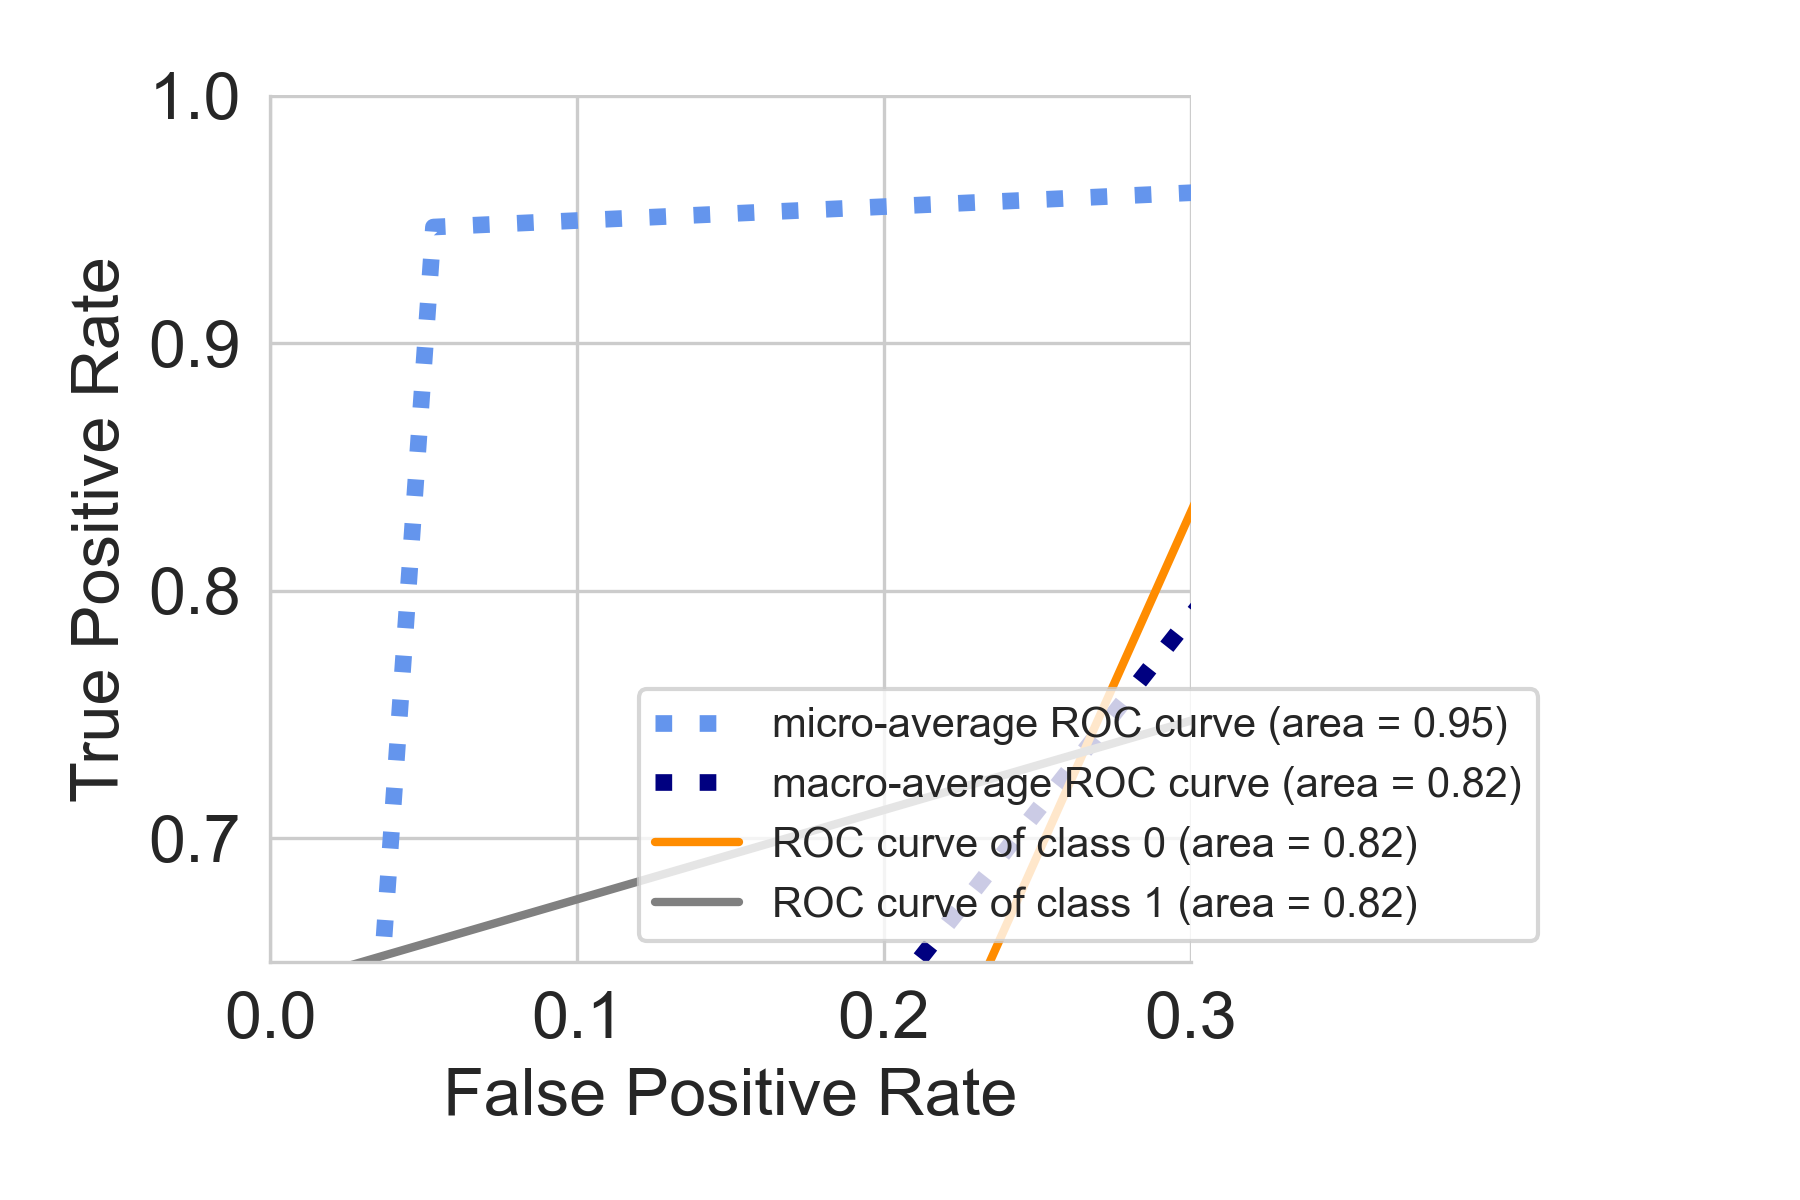 1.0
0.9
0.8
0.7
True Positive Rate
micro-average ROC curve (area = 0.95)
macro-average ROC curve (area = 0.82)
ROC curve of class 0 (area = 0.82)
ROC curve of class 1 (area = 0.82)
0.0 0.1 0.2 0.3
False Positive Rate